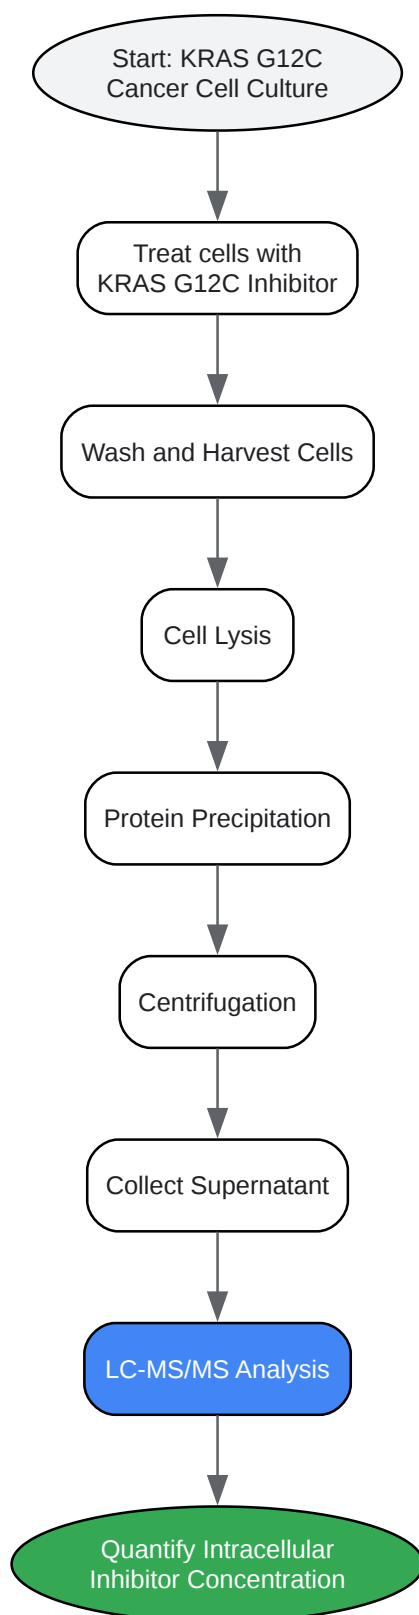 Start: KRAS G12C
Cancer Cell Culture
Treat cells with
KRAS G12C Inhibitor
Wash and Harvest Cells
Cell Lysis
Protein Precipitation
Centrifugation
Collect Supernatant
LC-MS/MS Analysis
Quantify Intracellular
Inhibitor Concentration